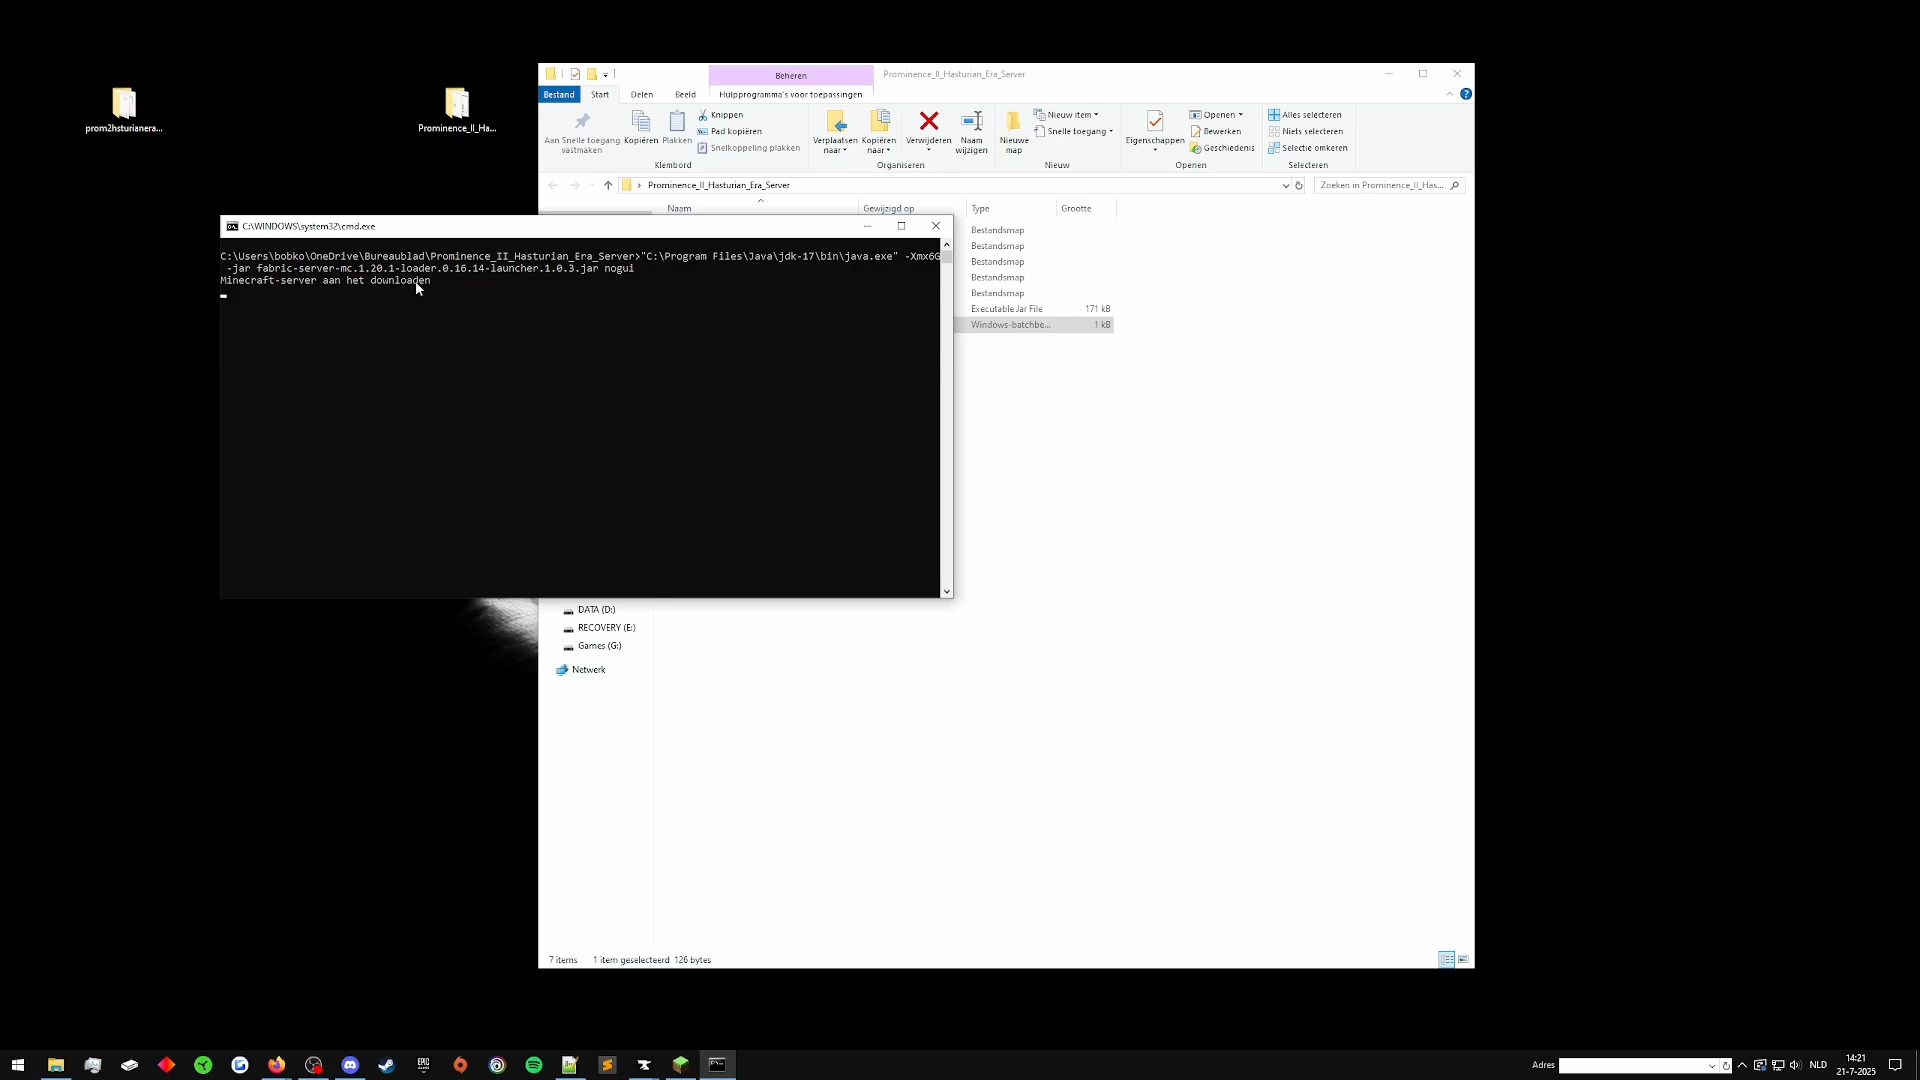 Beheren
Prominence_II_Hasturian_Era_Server
Bestand
Start
Delen
Beeld
Hulpprogramma's voor toepassingen
Aan Snelle toegang vastmaken
Kopiëren
Plakken
Knippen
Pad kopiëren
Snelkoppeling plakken
Klembord
Verplaatsen naar
Kopiëren naar
Verwijderen
Naam wijzigen
Organiseren
Nieuwe map
Nieuw item
Snelle toegang
Nieuw
Eigenschappen
Openen
Bewerken
Geschiedenis
Openen
Alles selecteren
Niets selecteren
Selectie omkeren
Selecteren
prom2hsturianera...
Prominence_II_Ha...
Prominence_II_Hasturian_Era_Server
Zoeken in Prominence_II_Has...
Naam
Gewijzigd op
Type
Grootte
Bestandsmap
Bestandsmap
Bestandsmap
Bestandsmap
Bestandsmap
Executable Jar File 171 kB
Windows-batchbe... 1 kB
C:\WINDOWS\system32\cmd.exe
C:\Users\bobko\OneDrive\Bureaublad\Prominence_II_Hasturian_Era_Server>"C:\Program Files\Java\jdk-17\bin\java.exe" -Xmx6G
-jar fabric-server-mc.1.20.1-loader.0.16.14-launcher.1.0.3.jar nogui
Minecraft-server aan het downloaden
DATA (D:)
RECOVERY (E:)
Games (G:)
Netwerk
7 items
1 item geselecteerd 126 bytes
EPIC GAMES
Adres
NLD
14:21
21-7-2025